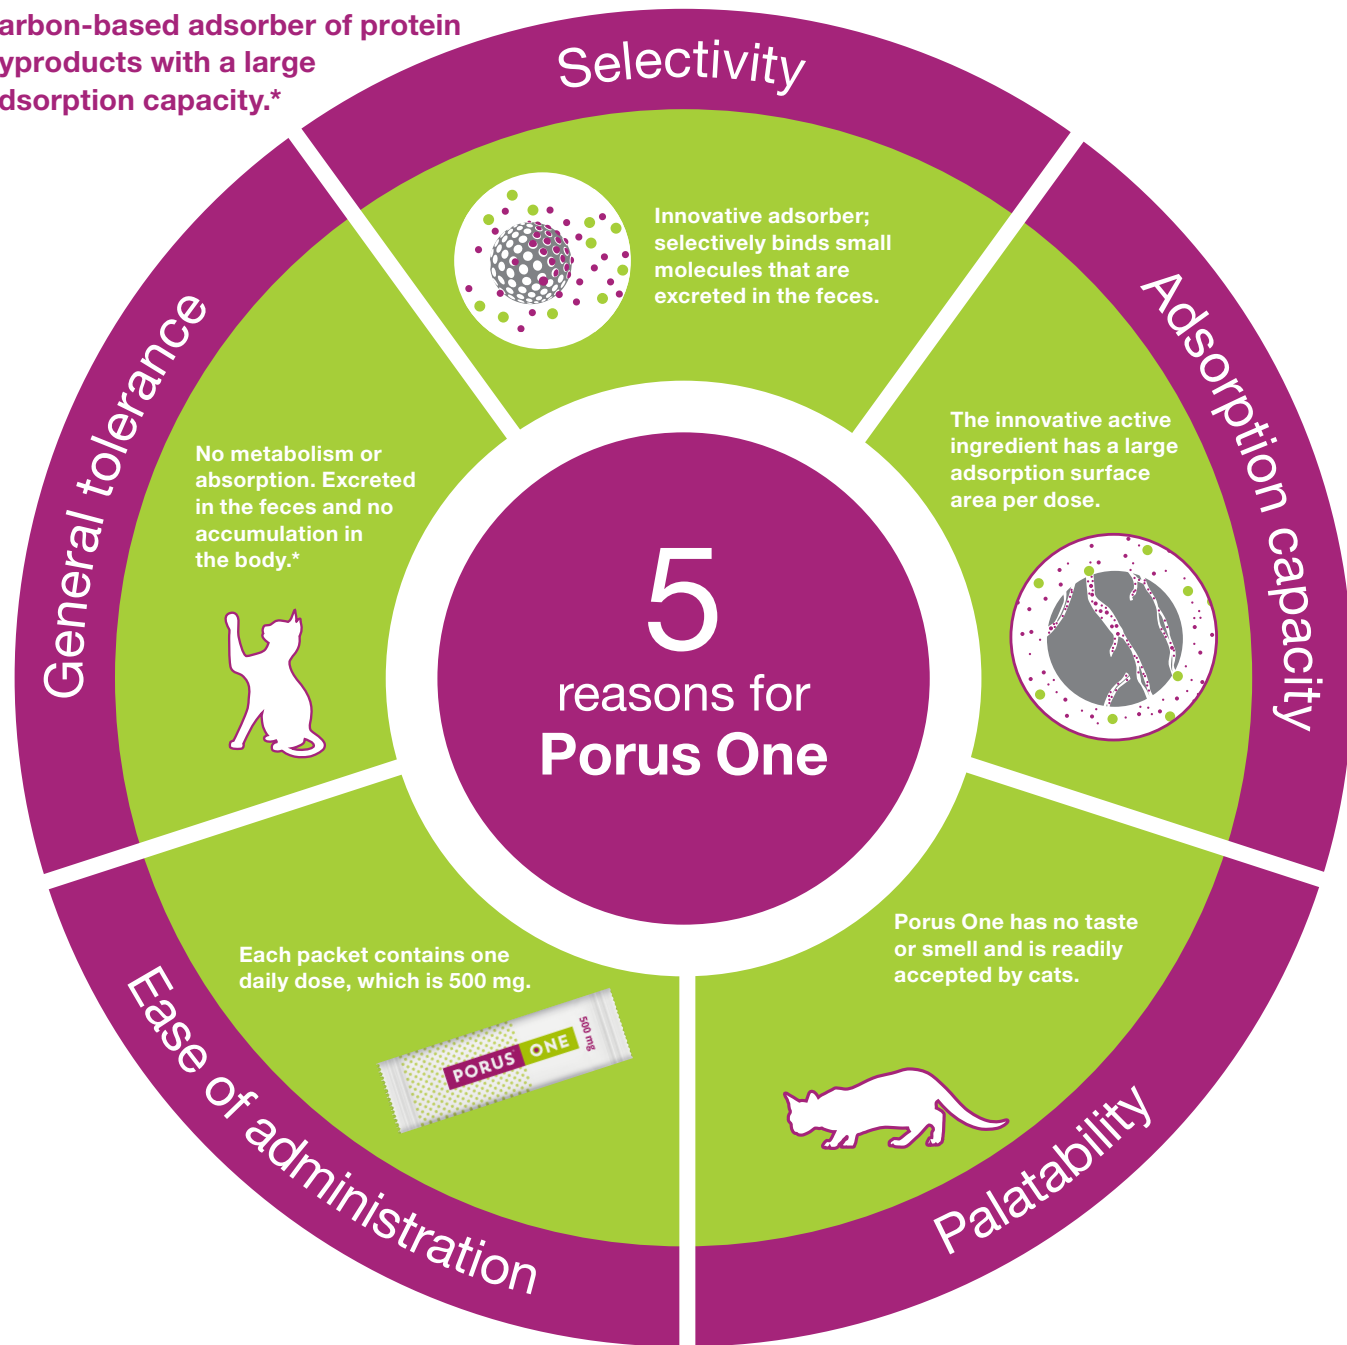 arbon-based adsorber of protein
yproducts with a large
dsorption capacity.*
Selectivity
Innovative adsorber;
selectively binds small
molecules that are
excreted in the feces.
Adsorption capacity
The innovative active
ingredient has a large
adsorption surface
area per dose.
General tolerance
No metabolism or
absorption. Excreted
in the feces and no
accumulation in
the body.*
5
reasons for
Porus One
Palatability
Porus One has no taste
or smell and is readily
accepted by cats.
Ease of administration
Each packet contains one
daily dose, which is 500 mg.
PORUS ONE
500 mg